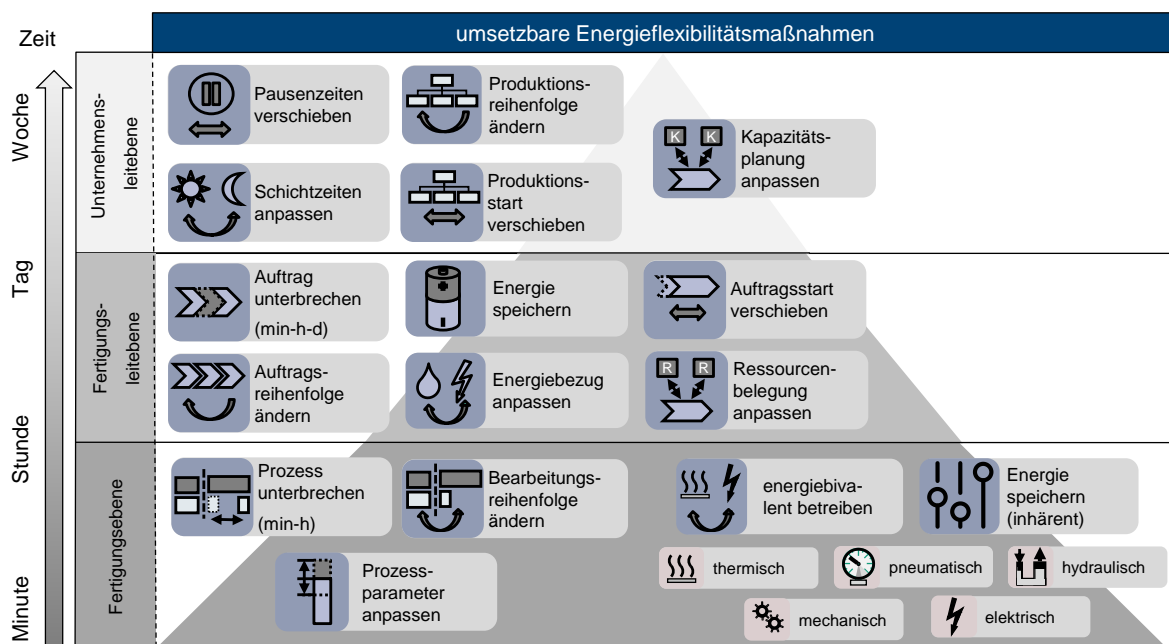 umsetzbare Energieflexibilitätsmaßnahmen
Zeit
Woche
Tag
Stunde
Minute
Unternehmens-
leitebene
Pausenzeiten
verschieben
Produktions-
reihenfolge
ändern
K K
Kapazitäts-
planung
anpassen
Schichtzeiten
anpassen
Produktions-
start
verschieben
Fertigungs-
leitebene
Auftrag
unterbrechen
(min-h-d)
Energie
speichern
Auftragsstart
verschieben
Auftrags-
reihenfolge
ändern
Energiebezug
anpassen
R R
Ressourcen-
belegung
anpassen
Fertigungsebene
Prozess
unterbrechen
(min-h)
Bearbeitungs-
reihenfolge
ändern
energiebiva-
lent betreiben
Energie
speichern
(inhärent)
Prozess-
parameter
anpassen
thermisch
pneumatisch
hydraulisch
mechanisch
elektrisch